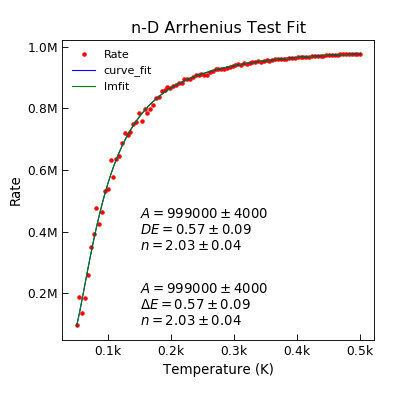 n-D Arrhenius Test Fit
1.0M
0.8M
0.6M
0.4M
0.2M
Rate
Rate
curve_fit
lmfit
A = 999000 ± 4000
DE = 0.57 ± 0.09
n = 2.03 ± 0.04
A = 999000 ± 4000
ΔE = 0.57 ± 0.09
n = 2.03 ± 0.04
0.1k 0.2k 0.3k 0.4k 0.5k
Temperature (K)